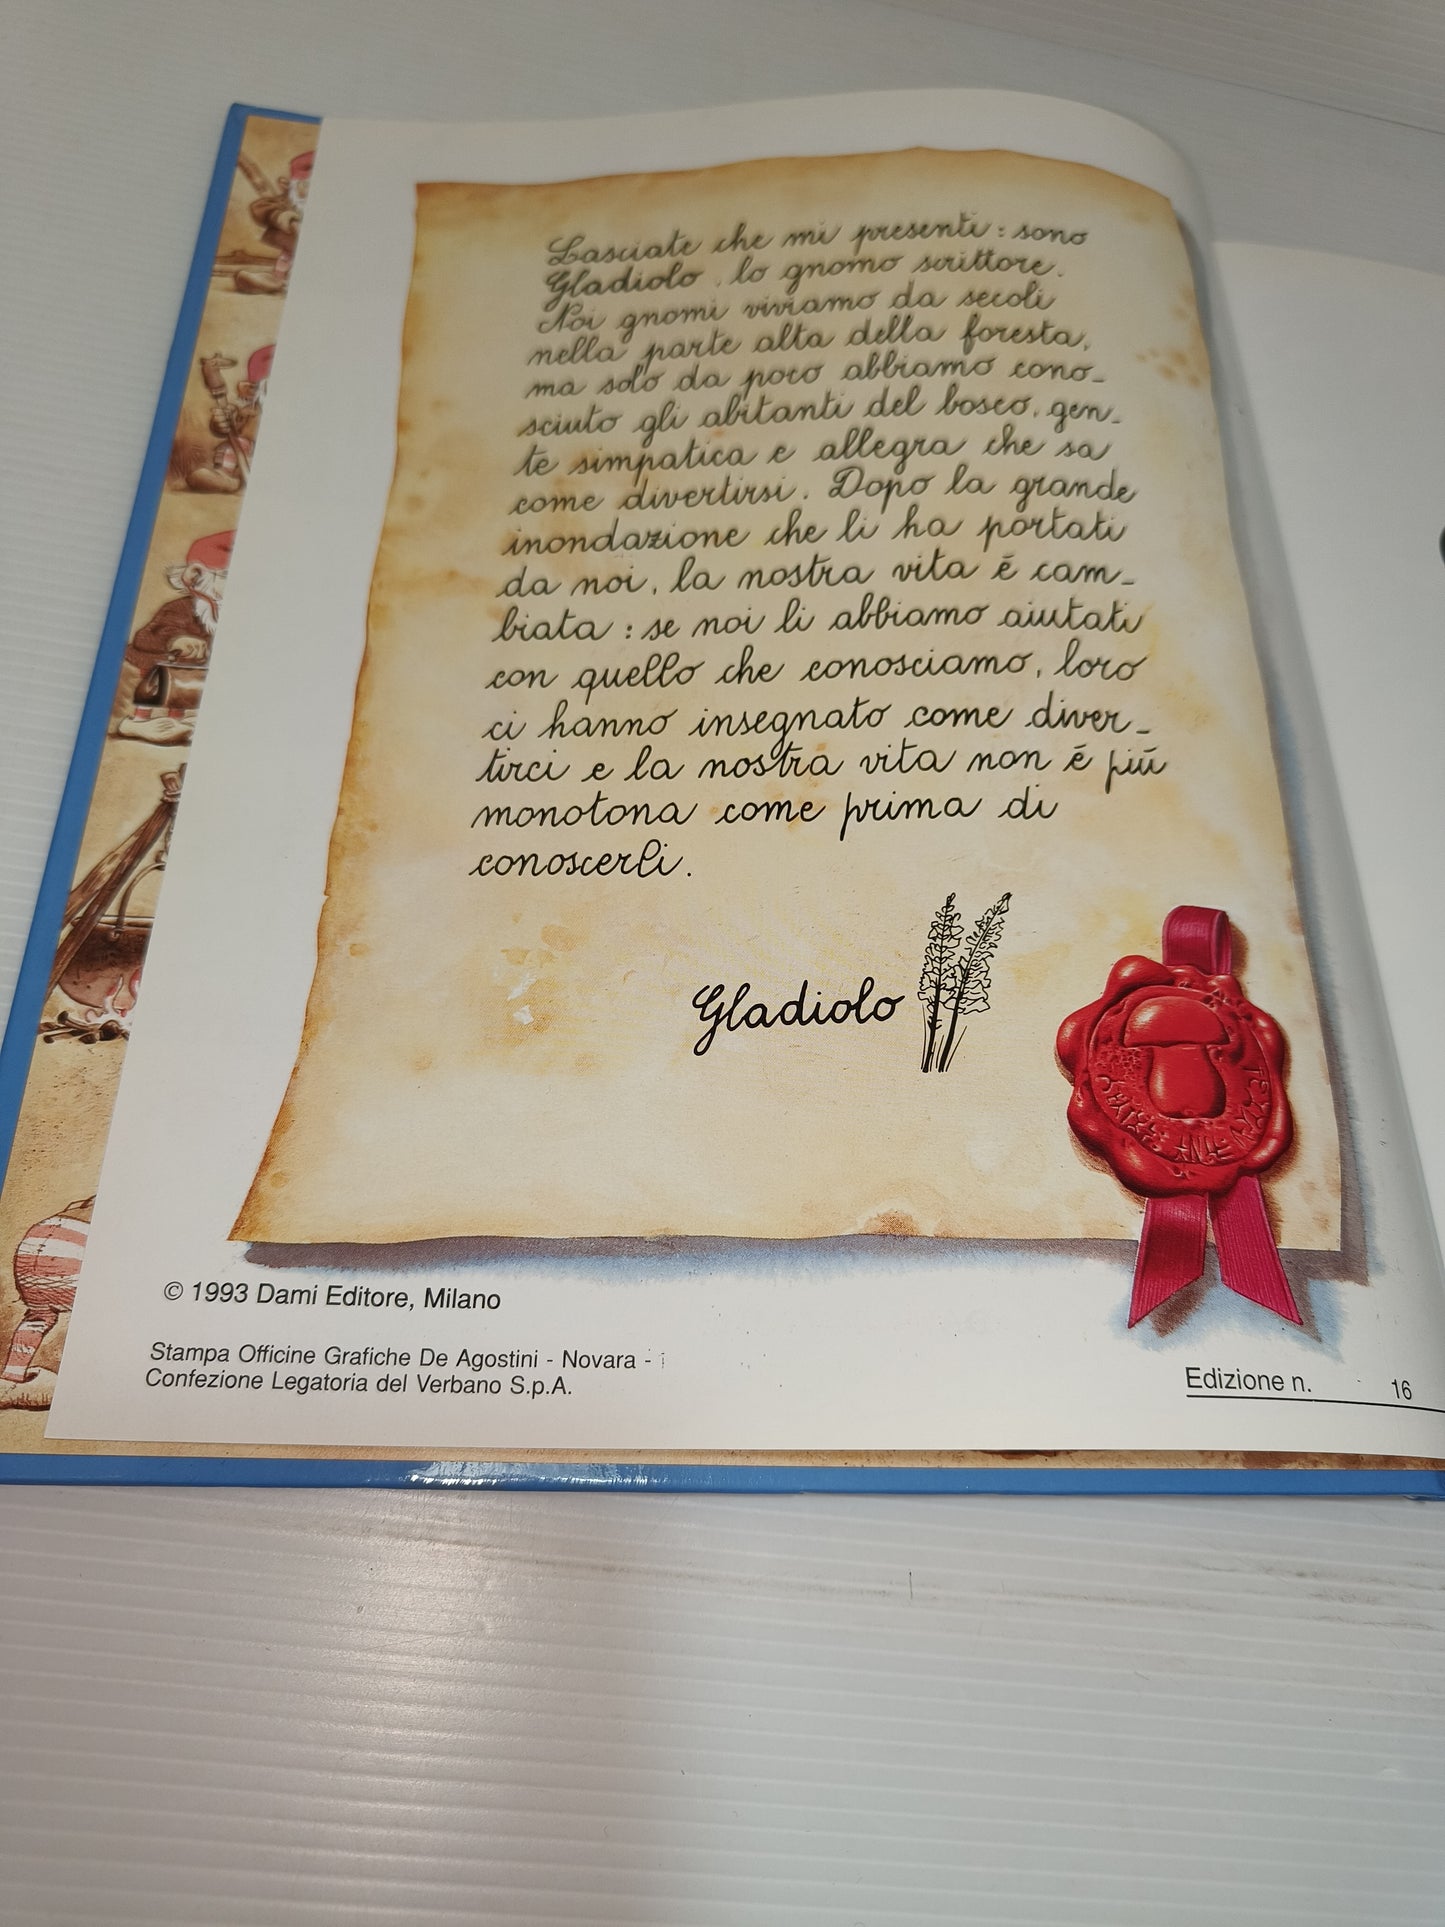 Lasciate che mi presenti: sono
Gladiolo, lo gnomo scrittore.
Noi gnomi viviamo da secoli
nella parte alta della foresta,
ma solo da poco abbiamo cono-
sciuto gli abitanti del bosco, gen-
te simpatica e allegra che sa
come divertirsi. Dopo la grande
inondazione che li ha portati
da noi, la nostra vita é cam-
biata: se noi li abbiamo aiutati
con quello che conosciamo, loro
ci hanno insegnato come diver-
tirci e la nostra vita non é piú
monotona come prima di
conoscerli.
Gladiolo
© 1993 Dami Editore, Milano
Stampa Officine Grafiche De Agostini - Novara -
Confezione Legatoria del Verbano S.p.A.
Edizione n. 16